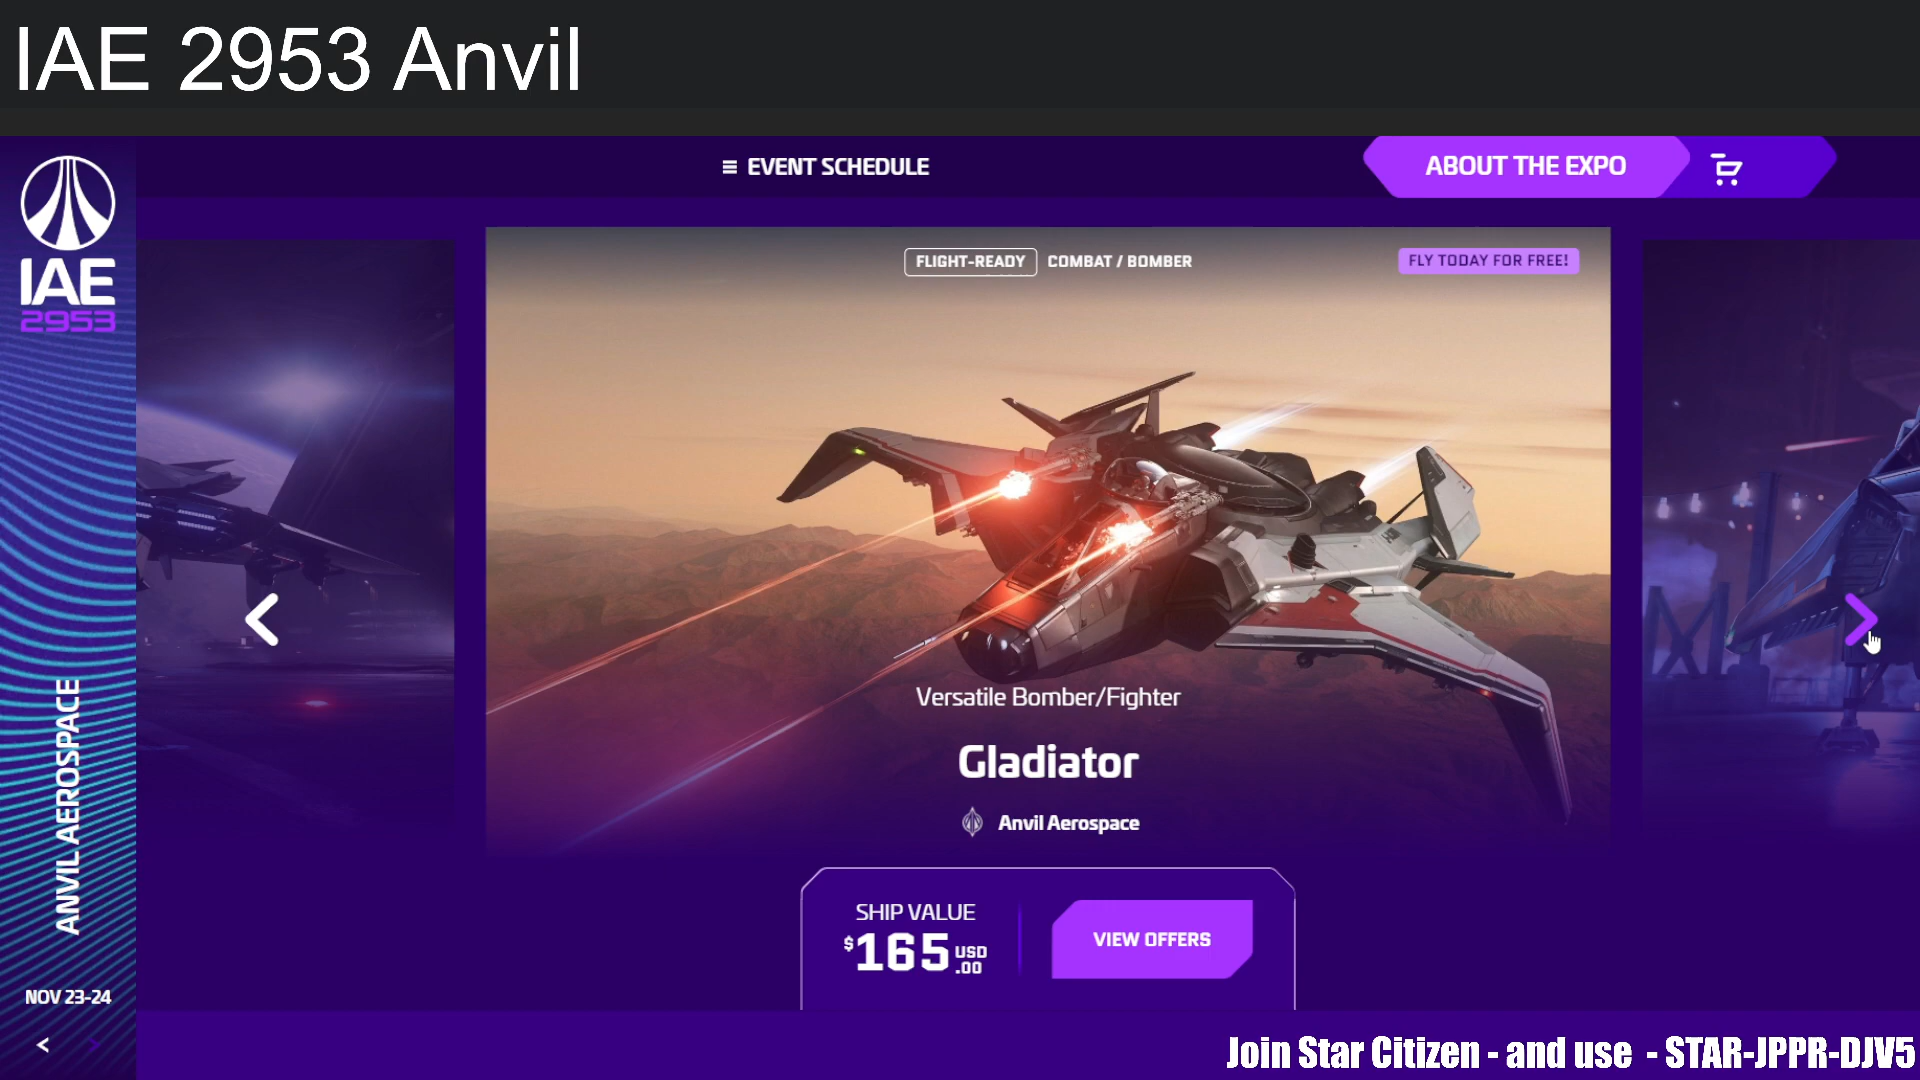 IAE 2953 Anvil
EVENT SCHEDULE
ABOUT THE EXPO
IAE
2953
FLIGHT-READY COMBAT / BOMBER
FLY TODAY FOR FREE!
Versatile Bomber/Fighter
Gladiator
Anvil Aerospace
ANVIL AEROSPACE
SHIP VALUE
$165 USD .00
VIEW OFFERS
NOV 23-24
Join Star Citizen - and use - STAR-JPPR-DJV5